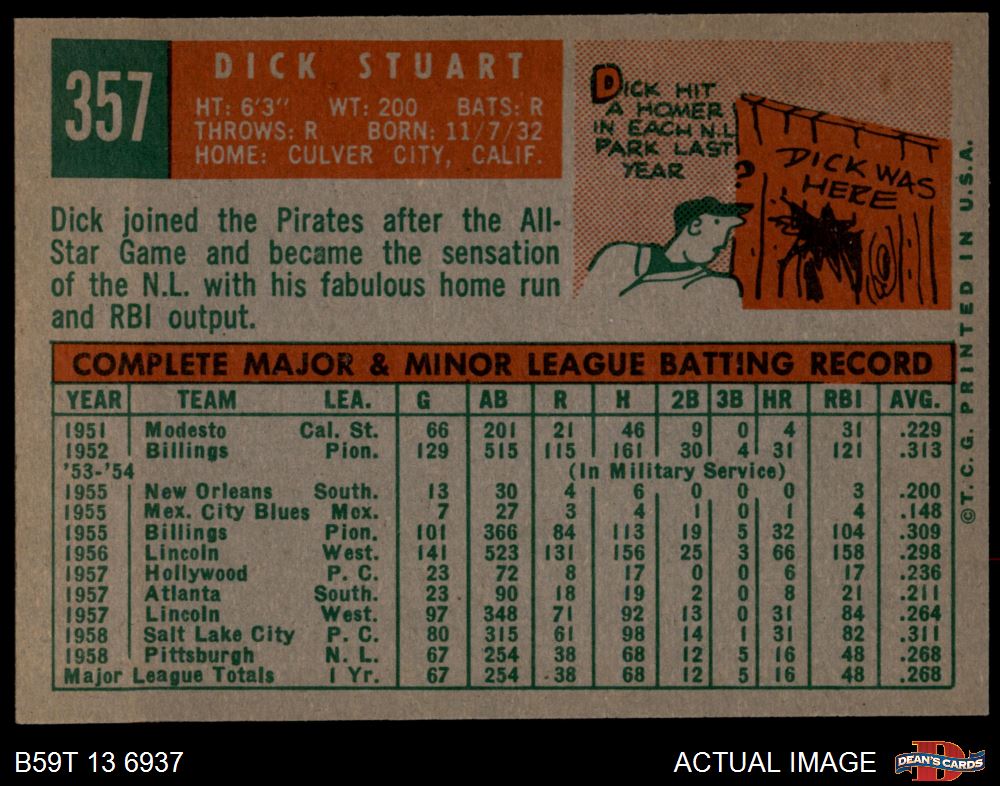 357
DICK STUART
HT: 6'3" WT: 200 BATS: R
THROWS: R BORN: 11/7/32
HOME: CULVER CITY, CALIF.
DICK HIT
A HOMER
IN EACH N.L.
PARK LAST
YEAR
?
DICK WAS
HERE
Dick joined the Pirates after the All-
Star Game and became the sensation
of the N.L. with his fabulous home run
and RBI output.
COMPLETE MAJOR & MINOR LEAGUE BATTING RECORD
YEAR TEAM LEA. G AB R H 2B 3B HR RBI AVG.
1951 Modesto Cal. St. 66 201 21 46 9 0 4 31 .229
1952 Billings Pion. 129 515 115 161 30 4 31 121 .313
'53-'54 (In Military Service)
1955 New Orleans South. 13 30 4 6 0 0 0 3 .200
1955 Mex. City Blues Mex. 7 27 3 4 1 0 1 4 .148
1955 Billings Pion. 101 366 84 113 19 5 32 104 .309
1956 Lincoln West. 141 523 131 156 25 3 66 158 .298
1957 Hollywood P. C. 23 72 8 17 0 0 6 17 .236
1957 Atlanta South. 23 90 18 19 2 0 8 21 .211
1957 Lincoln West. 97 348 71 92 13 0 31 84 .264
1958 Salt Lake City P. C. 80 315 61 98 14 1 31 82 .311
1958 Pittsburgh N. L. 67 254 38 68 12 5 16 48 .268
Major League Totals 1 Yr. 67 254 38 68 12 5 16 48 .268
©T.C.G. PRINTED IN U.S.A.
B59T 13 6937
ACTUAL IMAGE
D
DEAN'S CARDS